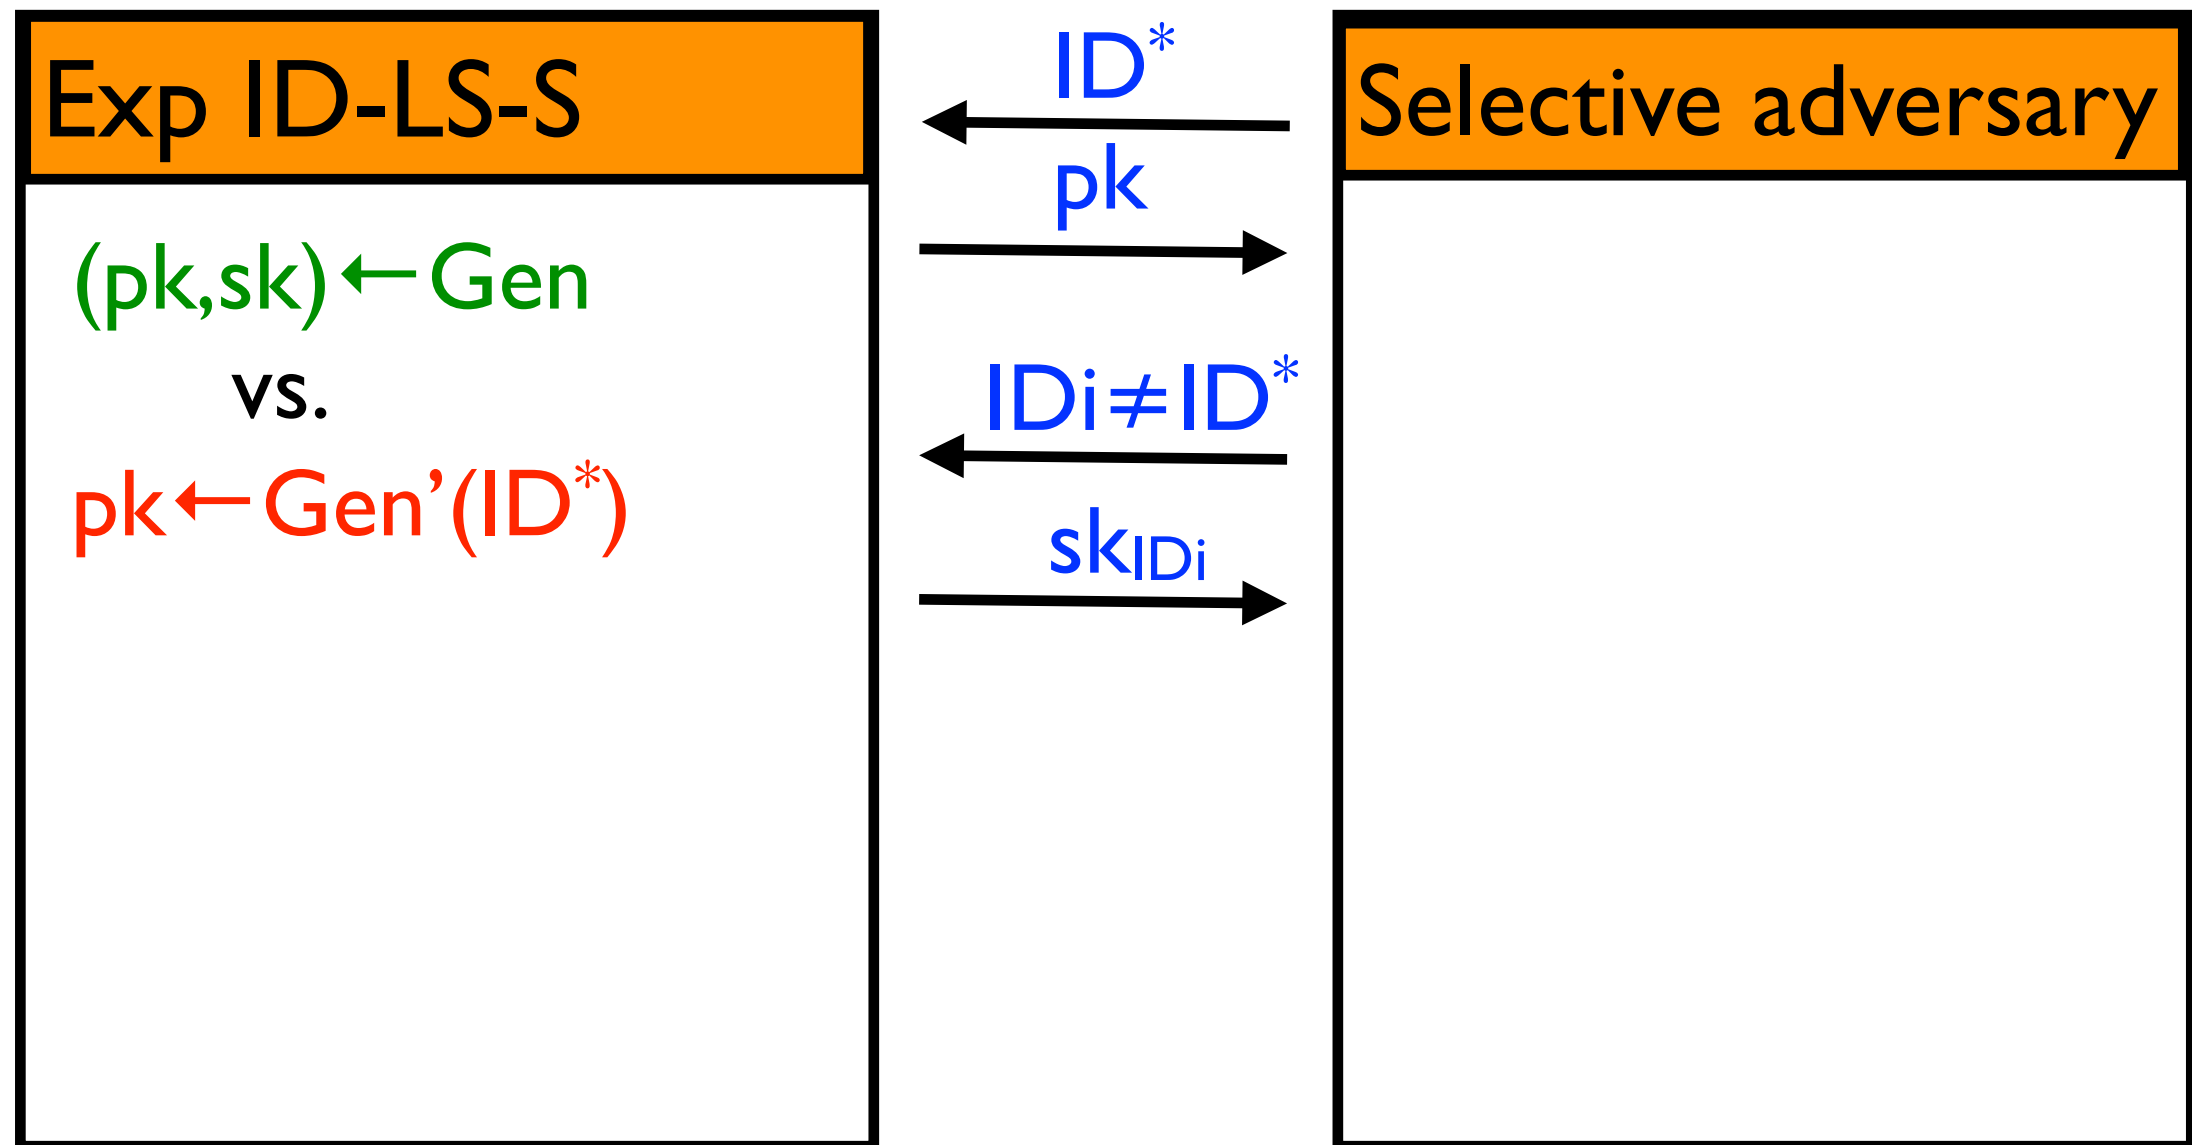 Exp ID-LS-S
(pk,sk)←Gen
vs.
pk←Gen’(ID*)
ID*
pk
IDi≠ID*
skIDi
Selective adversary